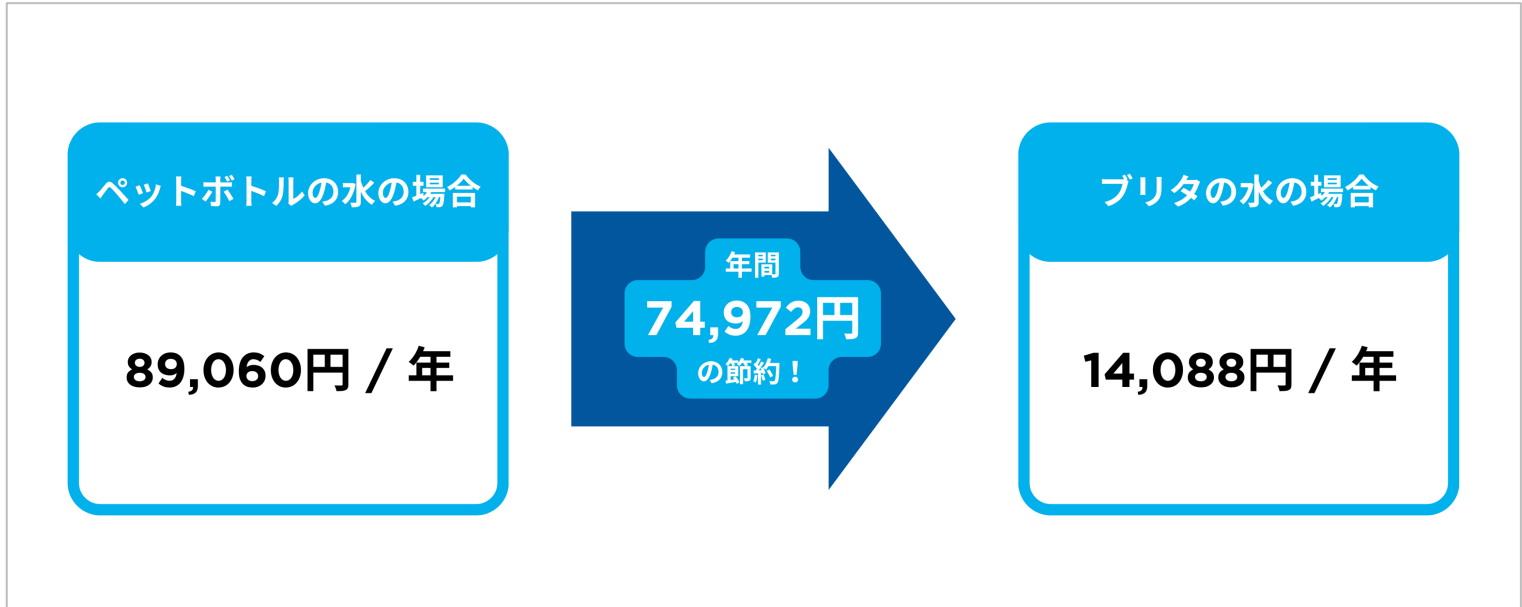 ペットボトルの水の場合
89,060円 / 年
年間
74,972円
の節約！
ブリタの水の場合
14,088円 / 年